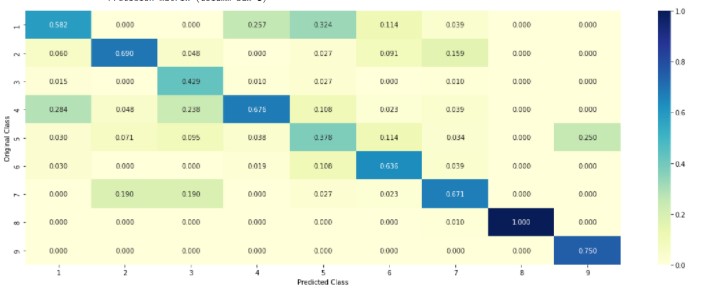 1 0.582 0.000 0.000 0.257 0.324 0.114 0.039 0.000 0.000
2 0.060 0.690 0.048 0.000 0.027 0.091 0.159 0.000 0.000
3 0.015 0.000 0.429 0.010 0.027 0.000 0.010 0.000 0.000
4 0.284 0.048 0.238 0.676 0.108 0.023 0.039 0.000 0.000
5 0.030 0.071 0.095 0.038 0.378 0.114 0.034 0.000 0.250
6 0.030 0.000 0.000 0.019 0.108 0.636 0.039 0.000 0.000
7 0.000 0.190 0.190 0.000 0.027 0.023 0.671 0.000 0.000
8 0.000 0.000 0.000 0.000 0.000 0.000 0.010 1.000 0.000
9 0.000 0.000 0.000 0.000 0.000 0.000 0.000 0.000 0.750
Original Class
1 2 3 4 5 6 7 8 9
Predicted Class
1.0
0.8
0.6
0.4
0.2
0.0